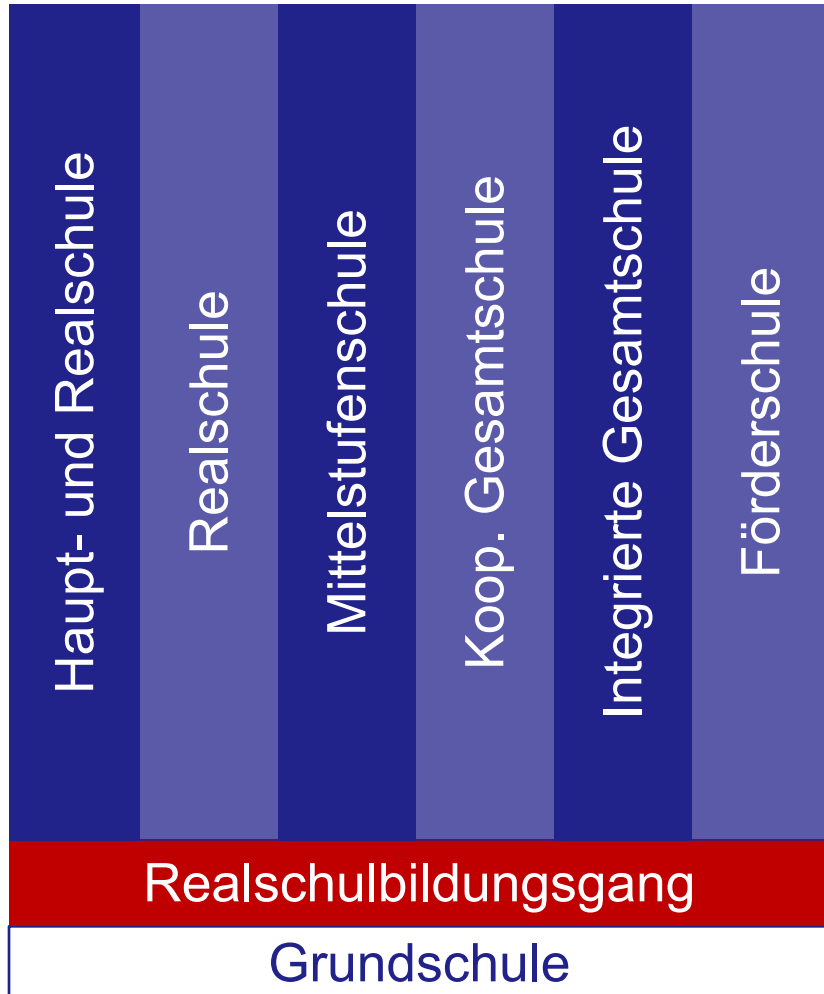 Haupt- und Realschule
Realschule
Mittelstufenschule
Koop. Gesamtschule
Integrierte Gesamtschule
Förderschule
Realschulbildungsgang
Grundschule